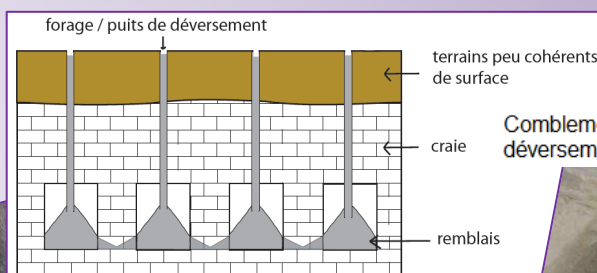 forage / puits de déversement
terrains peu cohérents
de surface
craie
remblais